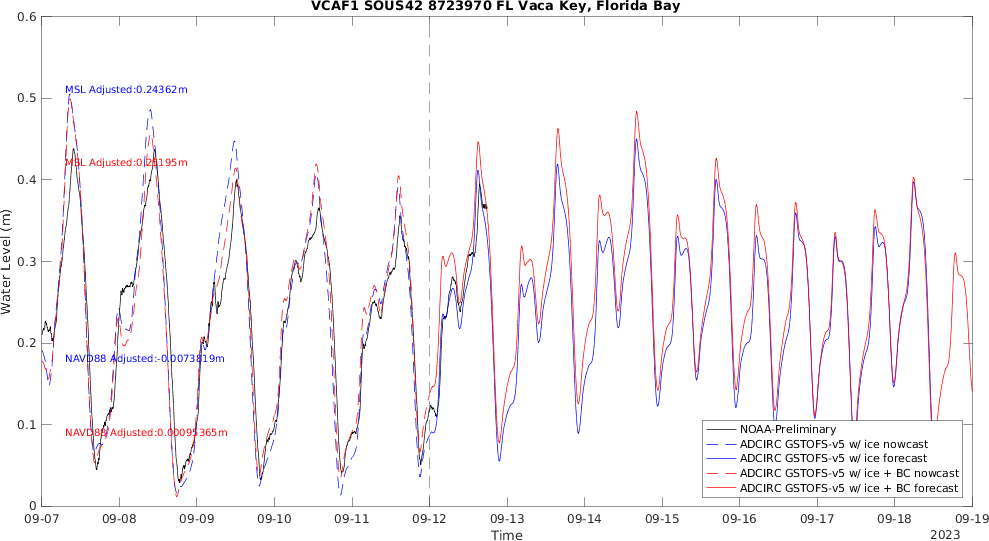 VCAF1 SOUS42 8723970 FL Vaca Key, Florida Bay
0.6
0.5
0.4
0.3
0.2
0.1
0
Water Level (m)
MSL Adjusted:0.24362m
MSL Adjusted:0.25195m
NAVD88 Adjusted:-0.0073819m
NAVD88 Adjusted:0.00095365m
NOAA-Preliminary
ADCIRC GSTOFS-v5 w/ ice nowcast
ADCIRC GSTOFS-v5 w/ ice forecast
ADCIRC GSTOFS-v5 w/ ice + BC nowcast
ADCIRC GSTOFS-v5 w/ ice + BC forecast
09-07 09-08 09-09 09-10 09-11 09-12 09-13 09-14 09-15 09-16 09-17 09-18 09-19
Time
2023